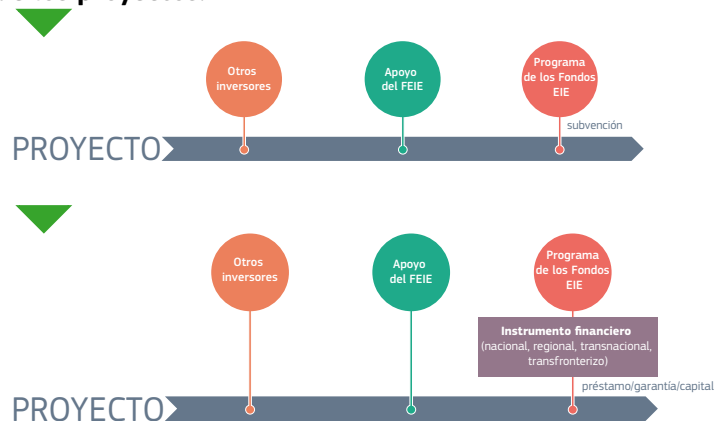 Otros
inversores
Apoyo
del FEIE
Programa
de los Fondos
EIE
subvención
PROYECTO
Otros
inversores
Apoyo
del FEIE
Programa
de los Fondos
EIE
Instrumento financiero
(nacional, regional, transnacional,
transfronterizo)
préstamo/garantía/capital
PROYECTO